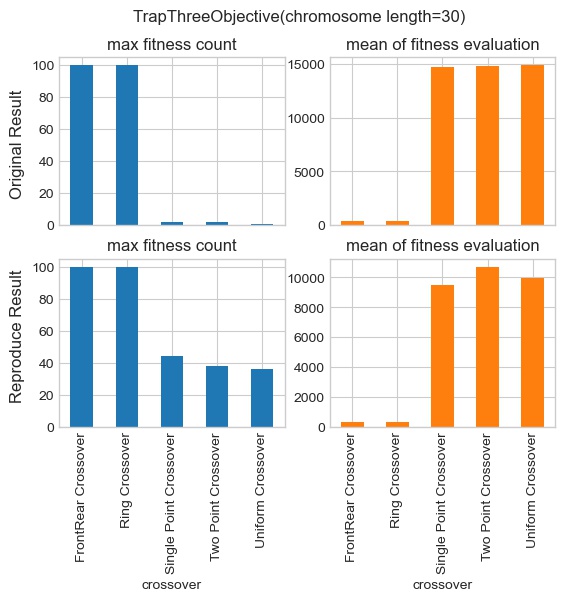 TrapThreeObjective(chromosome length=30)
max fitness count
mean of fitness evaluation
Original Result
100
80
60
40
20
0
15000
10000
5000
0
max fitness count
mean of fitness evaluation
Reproduce Result
100
80
60
40
20
0
10000
8000
6000
4000
2000
0
FrontRear Crossover
Ring Crossover
Single Point Crossover
Two Point Crossover
Uniform Crossover
FrontRear Crossover
Ring Crossover
Single Point Crossover
Two Point Crossover
Uniform Crossover
crossover
crossover